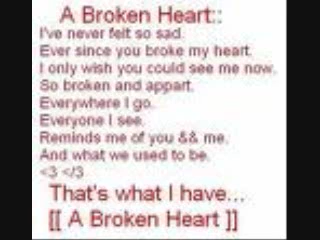 A Broken Heart::
I've never felt so sad.
Ever since you broke my heart.
I only wish you could see me now.
So broken and appart.
Everywhere I go.
Everyone I see.
Reminds me of you && me.
And what we used to be.
<3 </3
That's what I have...
[[ A Broken Heart ]]